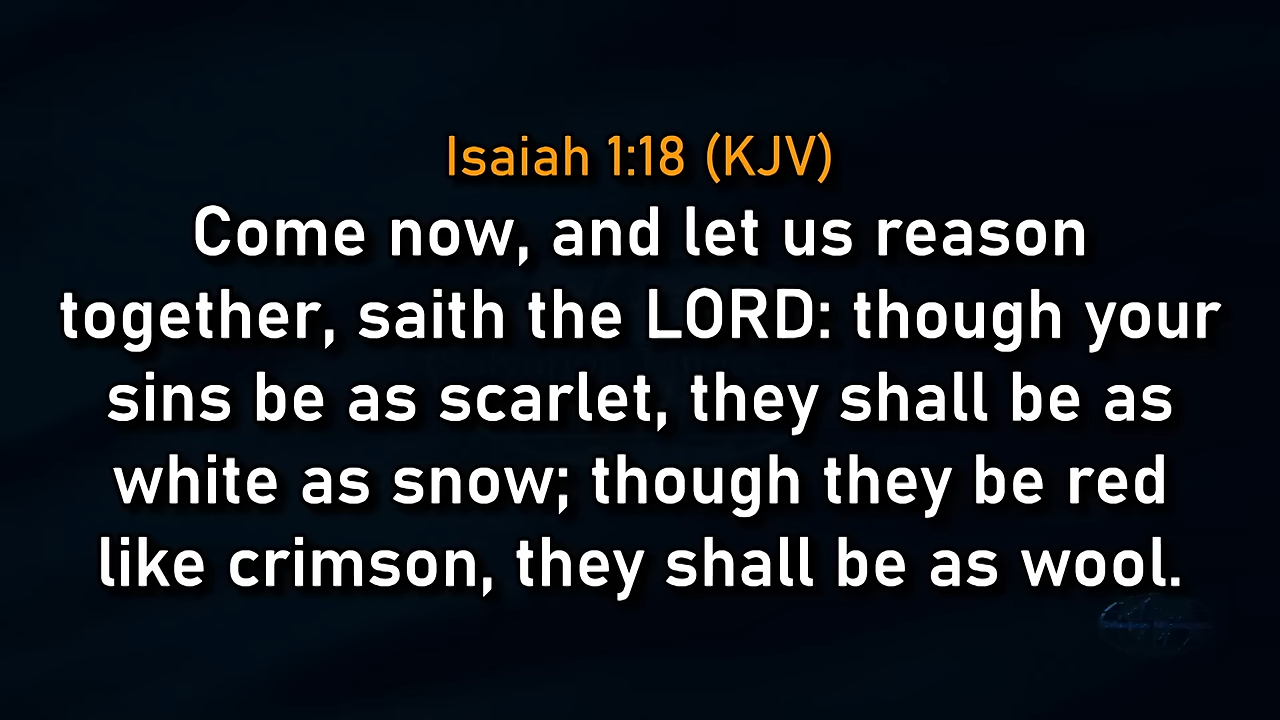 Isaiah 1:18 (KJV)
Come now, and let us reason
together, saith the LORD: though your
sins be as scarlet, they shall be as
white as snow; though they be red
like crimson, they shall be as wool.